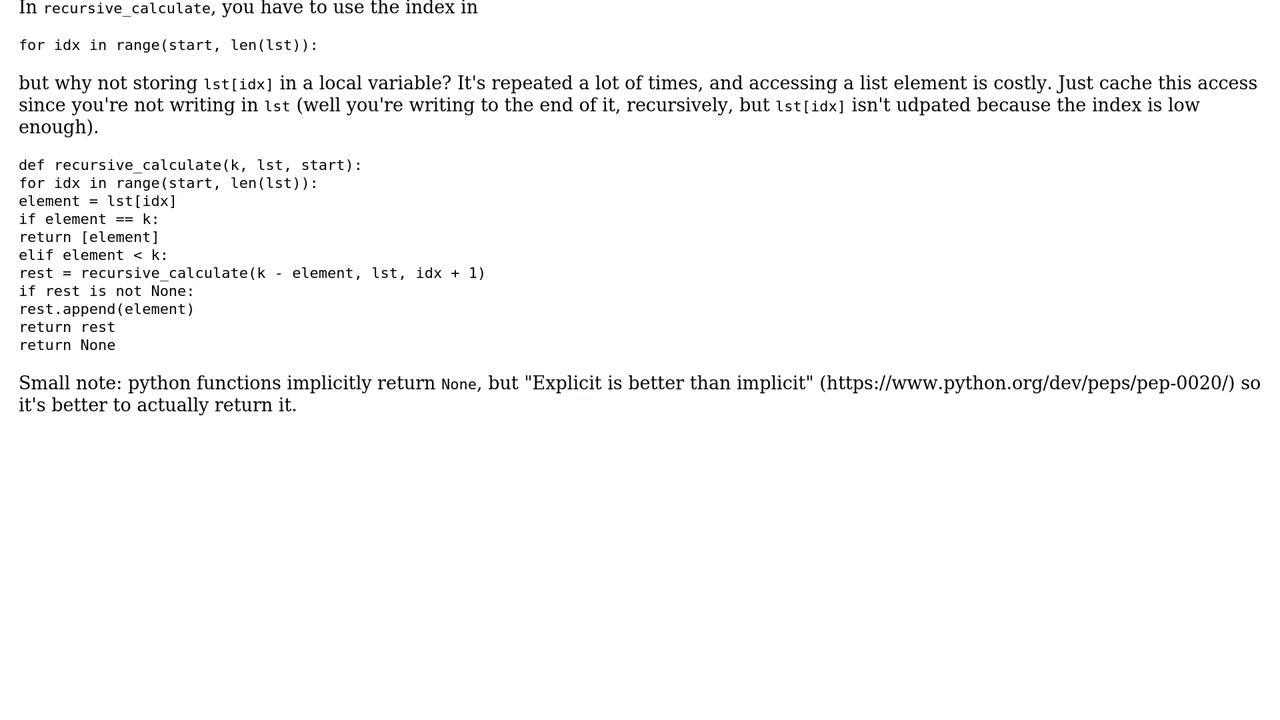 In recursive_calculate, you have to use the index in
for idx in range(start, len(lst)):
but why not storing lst[idx] in a local variable? It's repeated a lot of times, and accessing a list element is costly. Just cache this access
since you're not writing in lst (well you're writing to the end of it, recursively, but lst[idx] isn't udpated because the index is low
enough).
def recursive_calculate(k, lst, start):
for idx in range(start, len(lst)):
element = lst[idx]
if element == k:
return [element]
elif element < k:
rest = recursive_calculate(k - element, lst, idx + 1)
if rest is not None:
rest.append(element)
return rest
return None
Small note: python functions implicitly return None, but "Explicit is better than implicit" (https://www.python.org/dev/peps/pep-0020/) so
it's better to actually return it.